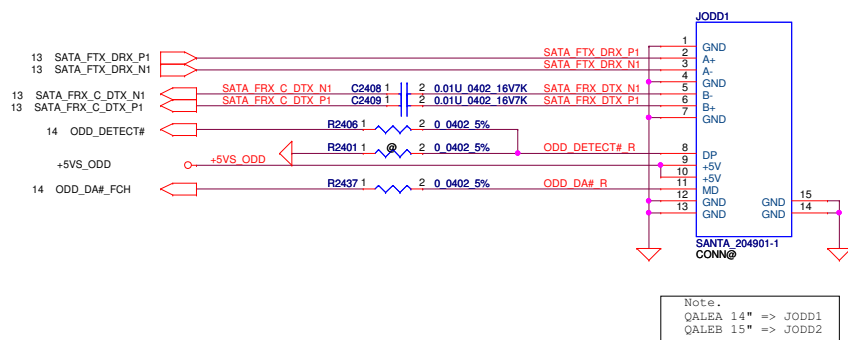 JODD1
1 GND
13 SATA_FTX_DRX_P1 SATA_FTX_DRX_P1 2 A+
13 SATA_FTX_DRX_N1 SATA_FTX_DRX_N1 3 A-
4 GND
13 SATA_FRX_C_DTX_N1 SATA_FRX_C_DTX_N1 C2408 1 2 0.01U_0402_16V7K SATA_FRX_DTX_N1 5 B-
13 SATA_FRX_C_DTX_P1 SATA_FRX_C_DTX_P1 C2409 1 2 0.01U_0402_16V7K SATA_FRX_DTX_P1 6 B+
7 GND
14 ODD_DETECT# R2406 1 2 0_0402_5%
R2401 1 @ 2 0_0402_5% ODD_DETECT#_R 8 DP
+5VS_ODD +5VS_ODD 9 +5V
10 +5V
14 ODD_DA#_FCH R2437 1 2 0_0402_5% ODD_DA#_R 11 MD
12 GND GND 15
13 GND GND 14
SANTA_204901-1
CONN@
Note.
QALEA 14" => JODD1
QALEB 15" => JODD2